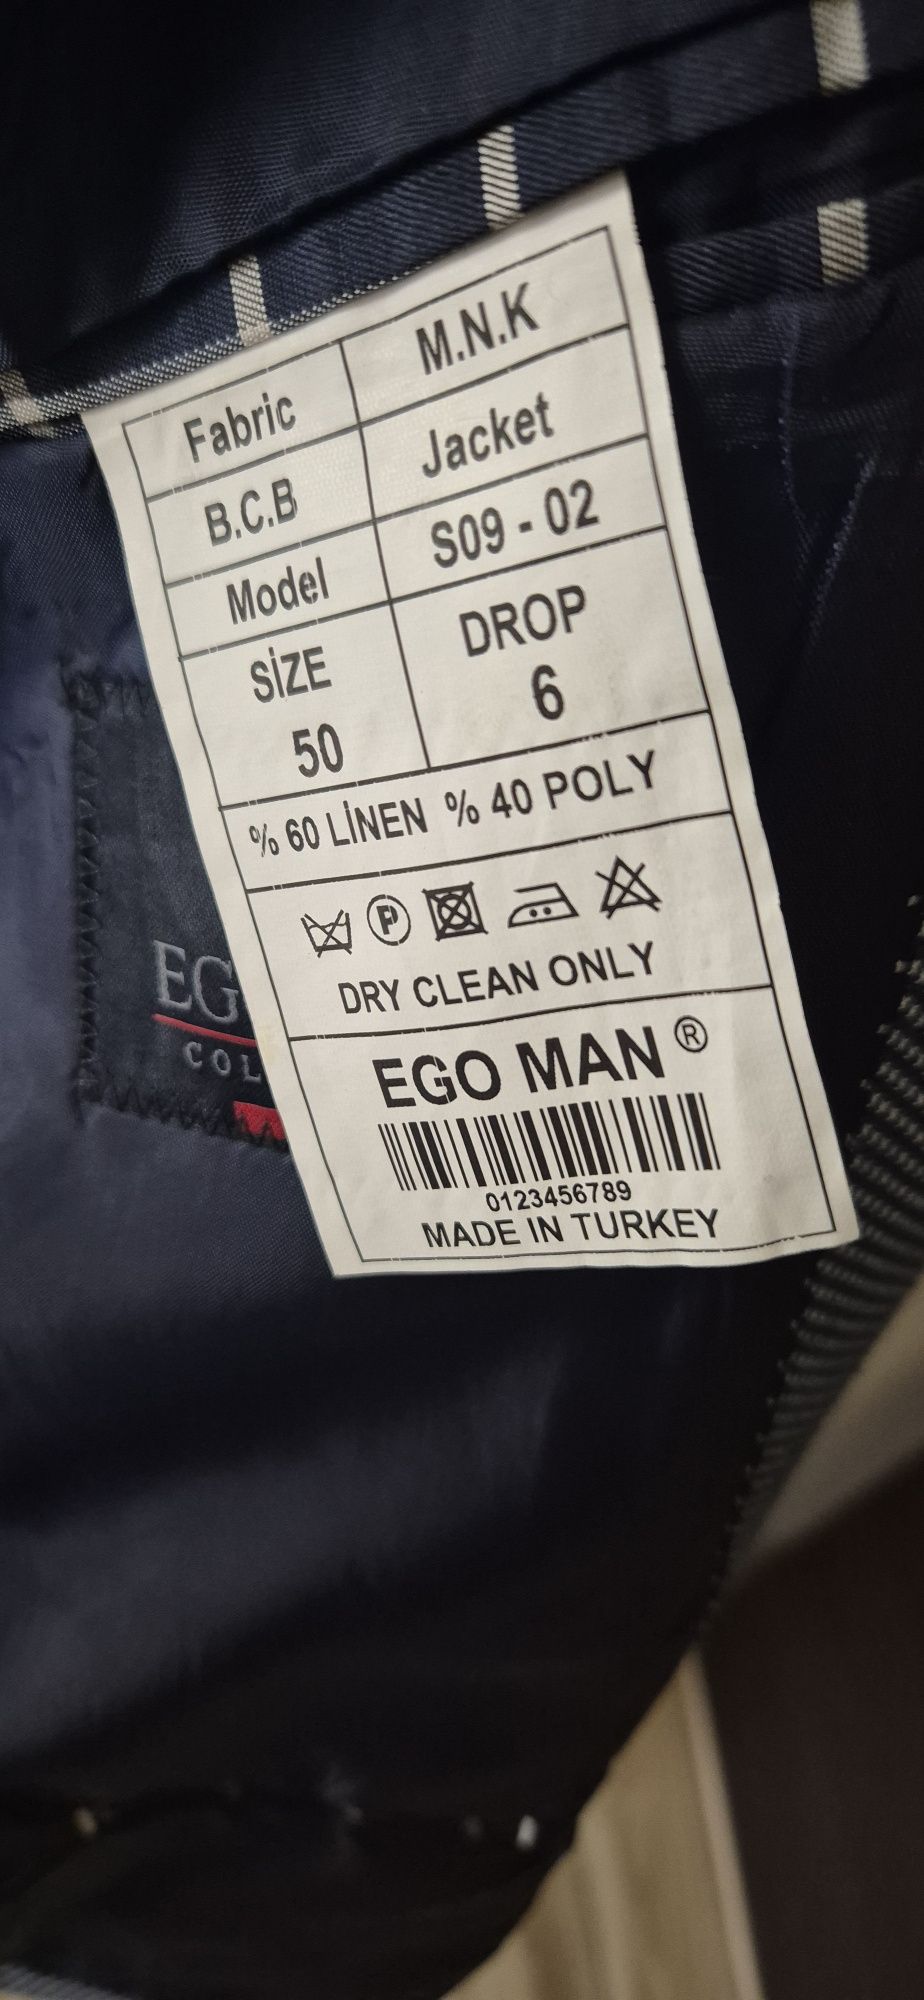 Fabric M.N.K
B.C.B Jacket
Model S09 - 02
SİZE DROP
50 6
% 60 LİNEN % 40 POLY
P
DRY CLEAN ONLY
EGO MAN ®
0123456789
MADE IN TURKEY